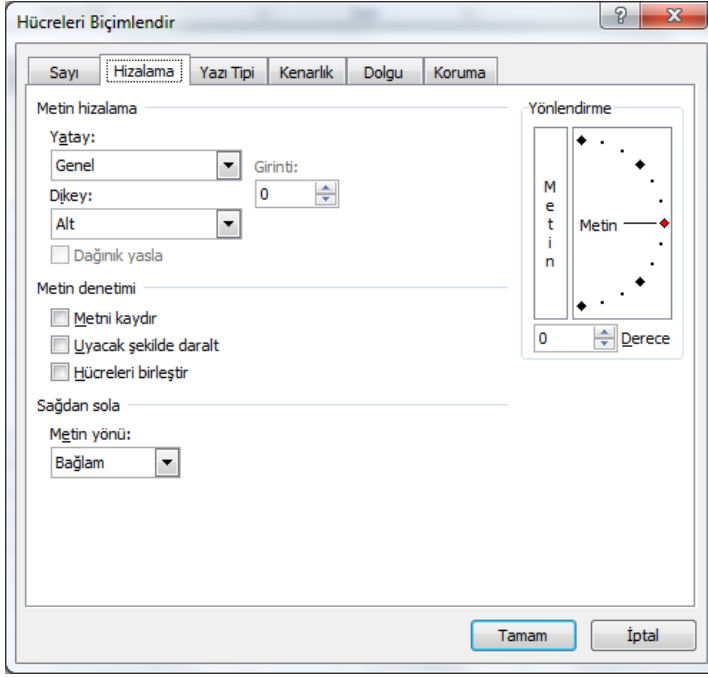 Hücreleri Biçimlendir
Sayı Hizalama Yazı Tipi Kenarlık Dolgu Koruma
Metin hizalama
Yatay:
Genel
Girinti:
0
Dikey:
Alt
Dağınık yasla
Metin denetimi
Metni kaydır
Uyacak şekilde daralt
Hücreleri birleştir
Sağdan sola
Metin yönü:
Bağlam
Yönlendirme
Metin
Metin
0 Derece
Tamam İptal